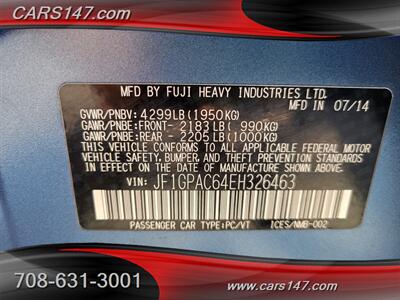 CARS147.com
MFD BY FUJI HEAVY INDUSTRIES LTD.
MFD IN 07/14
GVWR/PNBV: 4299LB (1950KG)
GAWR/PNBE: FRONT- 2183LB ( 990KG)
GAWR/PNBE: REAR - 2205LB (1000KG)
THIS VEHICLE CONFORMS TO ALL APPLICABLE FEDERAL MOTOR
VEHICLE SAFETY, BUMPER AND THEFT PREVENTION STANDARDS
IN EFFECT ON THE DATE OF MANUFACTURE SHOWN ABOVE.
VIN: JF1GPAC64EH326463
PASSENGER CAR TYPE:PC/VT ICES/NMB-002
708-631-3001 www.cars147.com